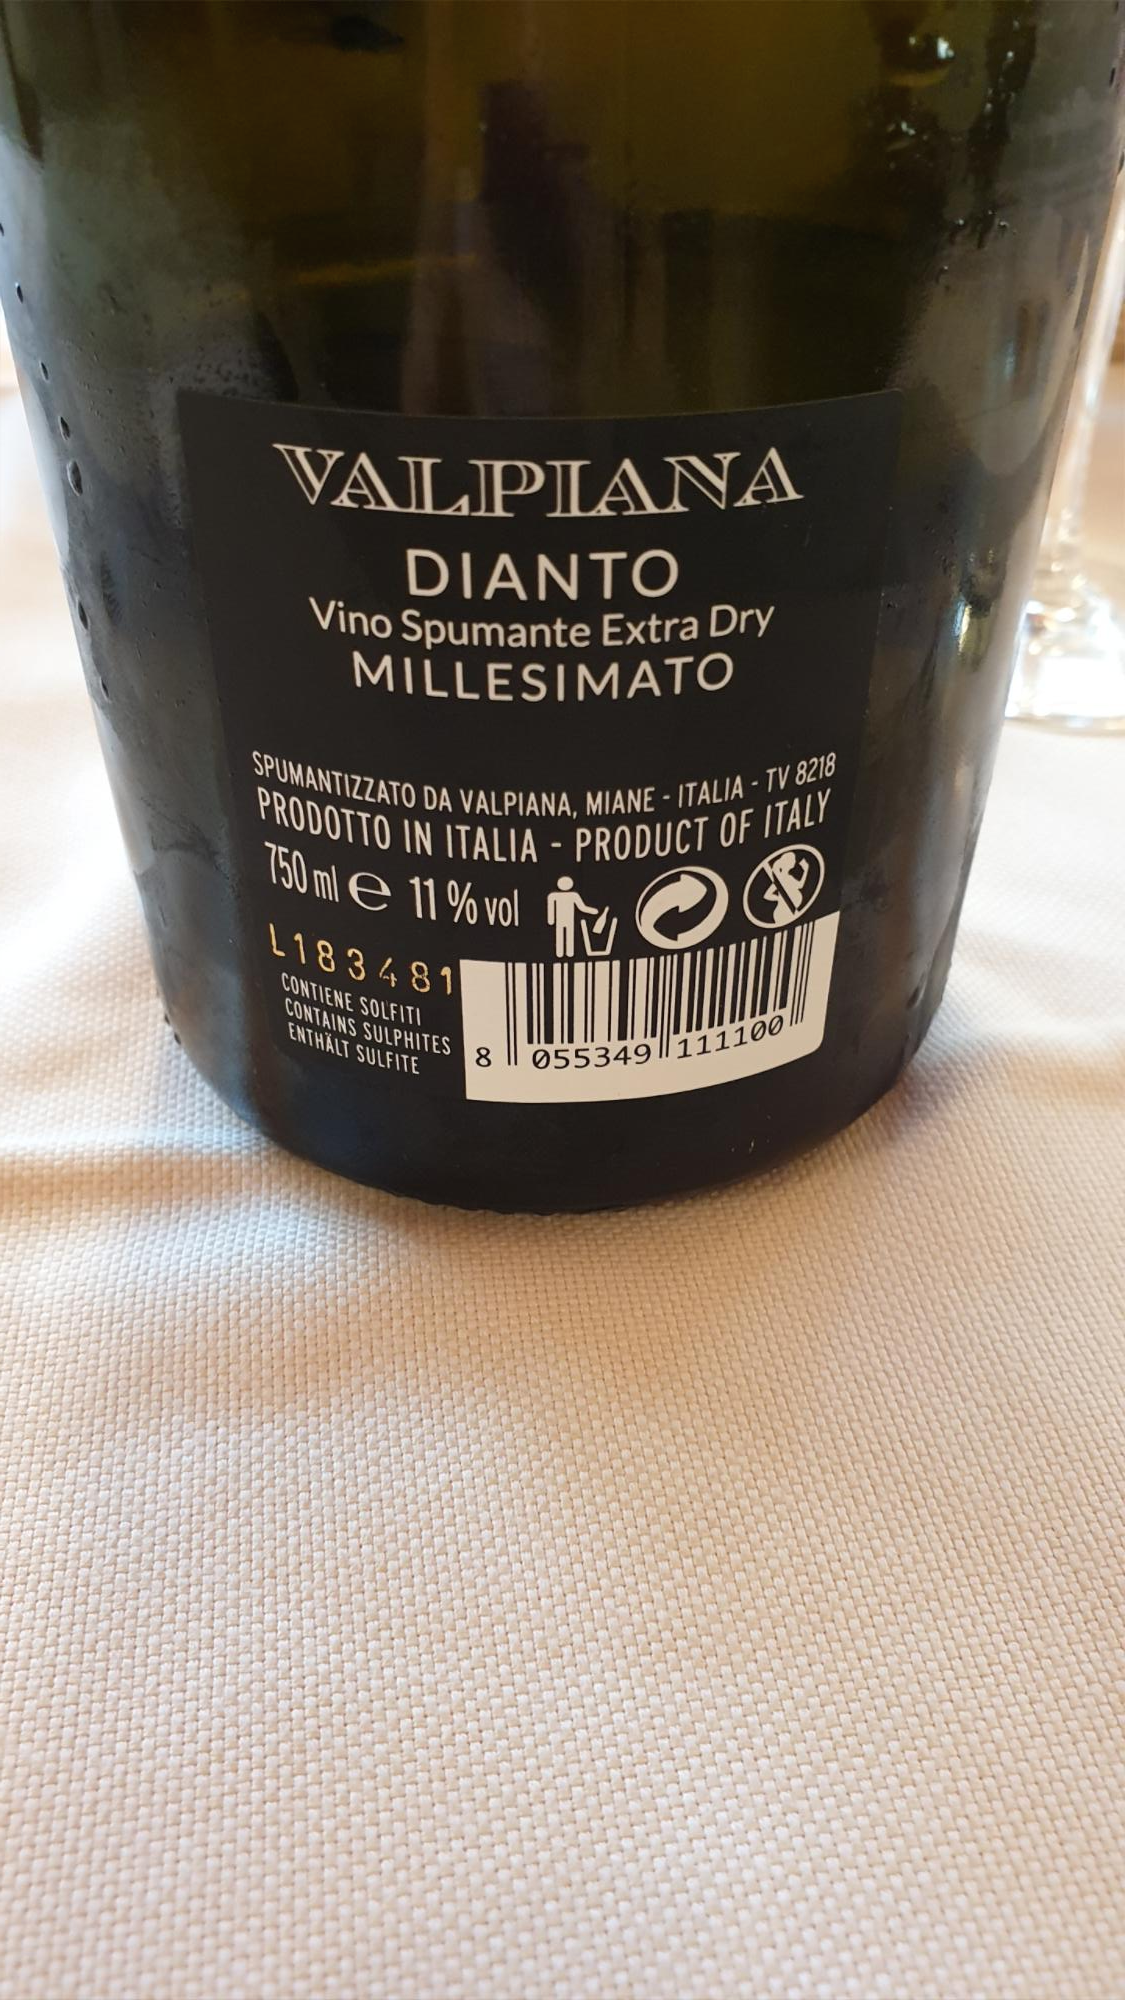 VALPIANA
DIANTO
Vino Spumante Extra Dry
MILLESIMATO
SPUMANTIZZATO DA VALPIANA, MIANE - ITALIA - TV 8218
PRODOTTO IN ITALIA - PRODUCT OF ITALY
750 ml e 11 % vol
L183481
CONTIENE SOLFITI
CONTAINS SULPHITES
ENTHÄLT SULFITE
8 055349 111100